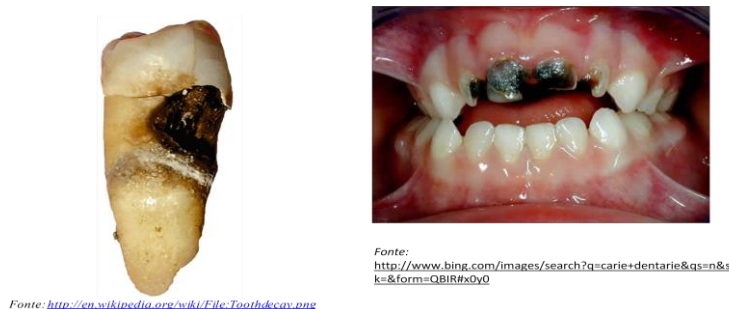 Fonte: http://en.wikipedia.org/wiki/File:Toothdecay.png
Fonte:
http://www.bing.com/images/search?q=carie+dentarie&qs=n&s
k=&form=QBIR#x0y0